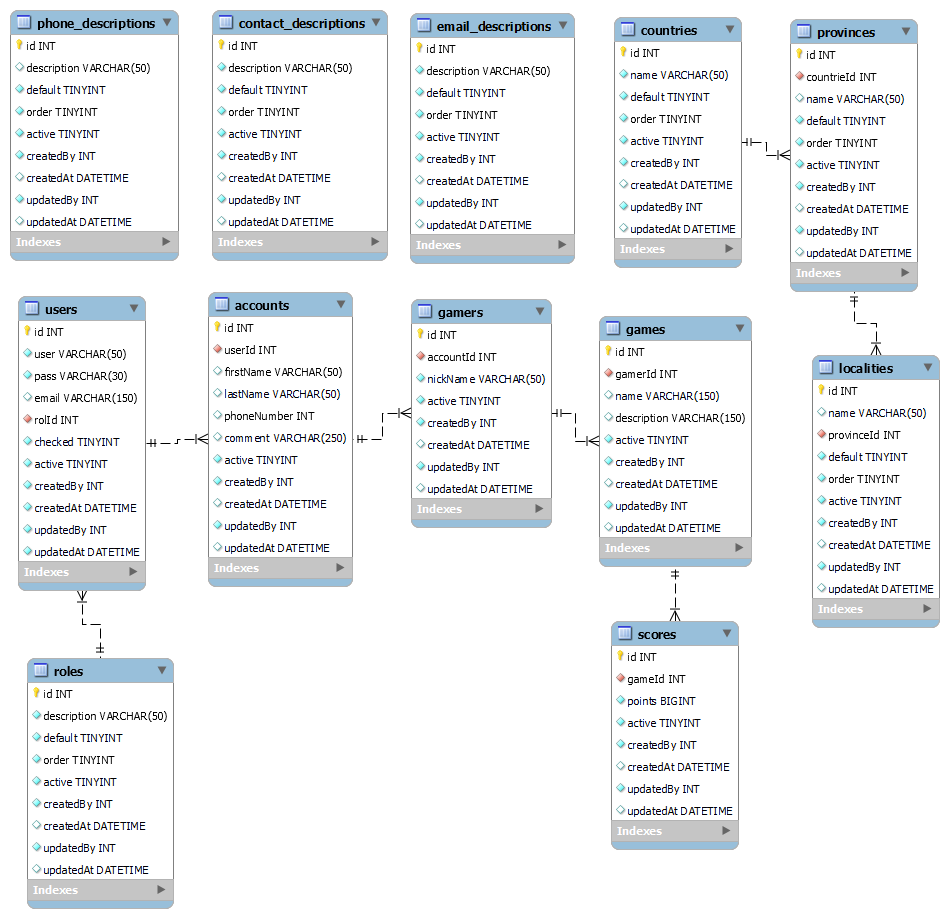 phone_descriptions
id INT
description VARCHAR(50)
default TINYINT
order TINYINT
active TINYINT
createdBy INT
createdAt DATETIME
updatedBy INT
updatedAt DATETIME
Indexes
contact_descriptions
id INT
description VARCHAR(50)
default TINYINT
order TINYINT
active TINYINT
createdBy INT
createdAt DATETIME
updatedBy INT
updatedAt DATETIME
Indexes
email_descriptions
id INT
description VARCHAR(50)
default TINYINT
order TINYINT
active TINYINT
createdBy INT
createdAt DATETIME
updatedBy INT
updatedAt DATETIME
Indexes
countries
id INT
name VARCHAR(50)
default TINYINT
order TINYINT
active TINYINT
createdBy INT
createdAt DATETIME
updatedBy INT
updatedAt DATETIME
Indexes
provinces
id INT
countrieId INT
name VARCHAR(50)
default TINYINT
order TINYINT
active TINYINT
createdBy INT
createdAt DATETIME
updatedBy INT
updatedAt DATETIME
Indexes
users
id INT
user VARCHAR(50)
pass VARCHAR(30)
email VARCHAR(150)
rolId INT
checked TINYINT
active TINYINT
createdBy INT
createdAt DATETIME
updatedBy INT
updatedAt DATETIME
Indexes
accounts
id INT
userId INT
firstName VARCHAR(50)
lastName VARCHAR(50)
phoneNumber INT
comment VARCHAR(250)
active TINYINT
createdBy INT
createdAt DATETIME
updatedBy INT
updatedAt DATETIME
Indexes
gamers
id INT
accountId INT
nickName VARCHAR(50)
active TINYINT
createdBy INT
createdAt DATETIME
updatedBy INT
updatedAt DATETIME
Indexes
games
id INT
gamerId INT
name VARCHAR(150)
description VARCHAR(150)
active TINYINT
createdBy INT
createdAt DATETIME
updatedBy INT
updatedAt DATETIME
Indexes
localities
id INT
name VARCHAR(50)
provinceId INT
default TINYINT
order TINYINT
active TINYINT
createdBy INT
createdAt DATETIME
updatedBy INT
updatedAt DATETIME
Indexes
roles
id INT
description VARCHAR(50)
default TINYINT
order TINYINT
active TINYINT
createdBy INT
createdAt DATETIME
updatedBy INT
updatedAt DATETIME
Indexes
scores
id INT
gameId INT
points BIGINT
active TINYINT
createdBy INT
createdAt DATETIME
updatedBy INT
updatedAt DATETIME
Indexes